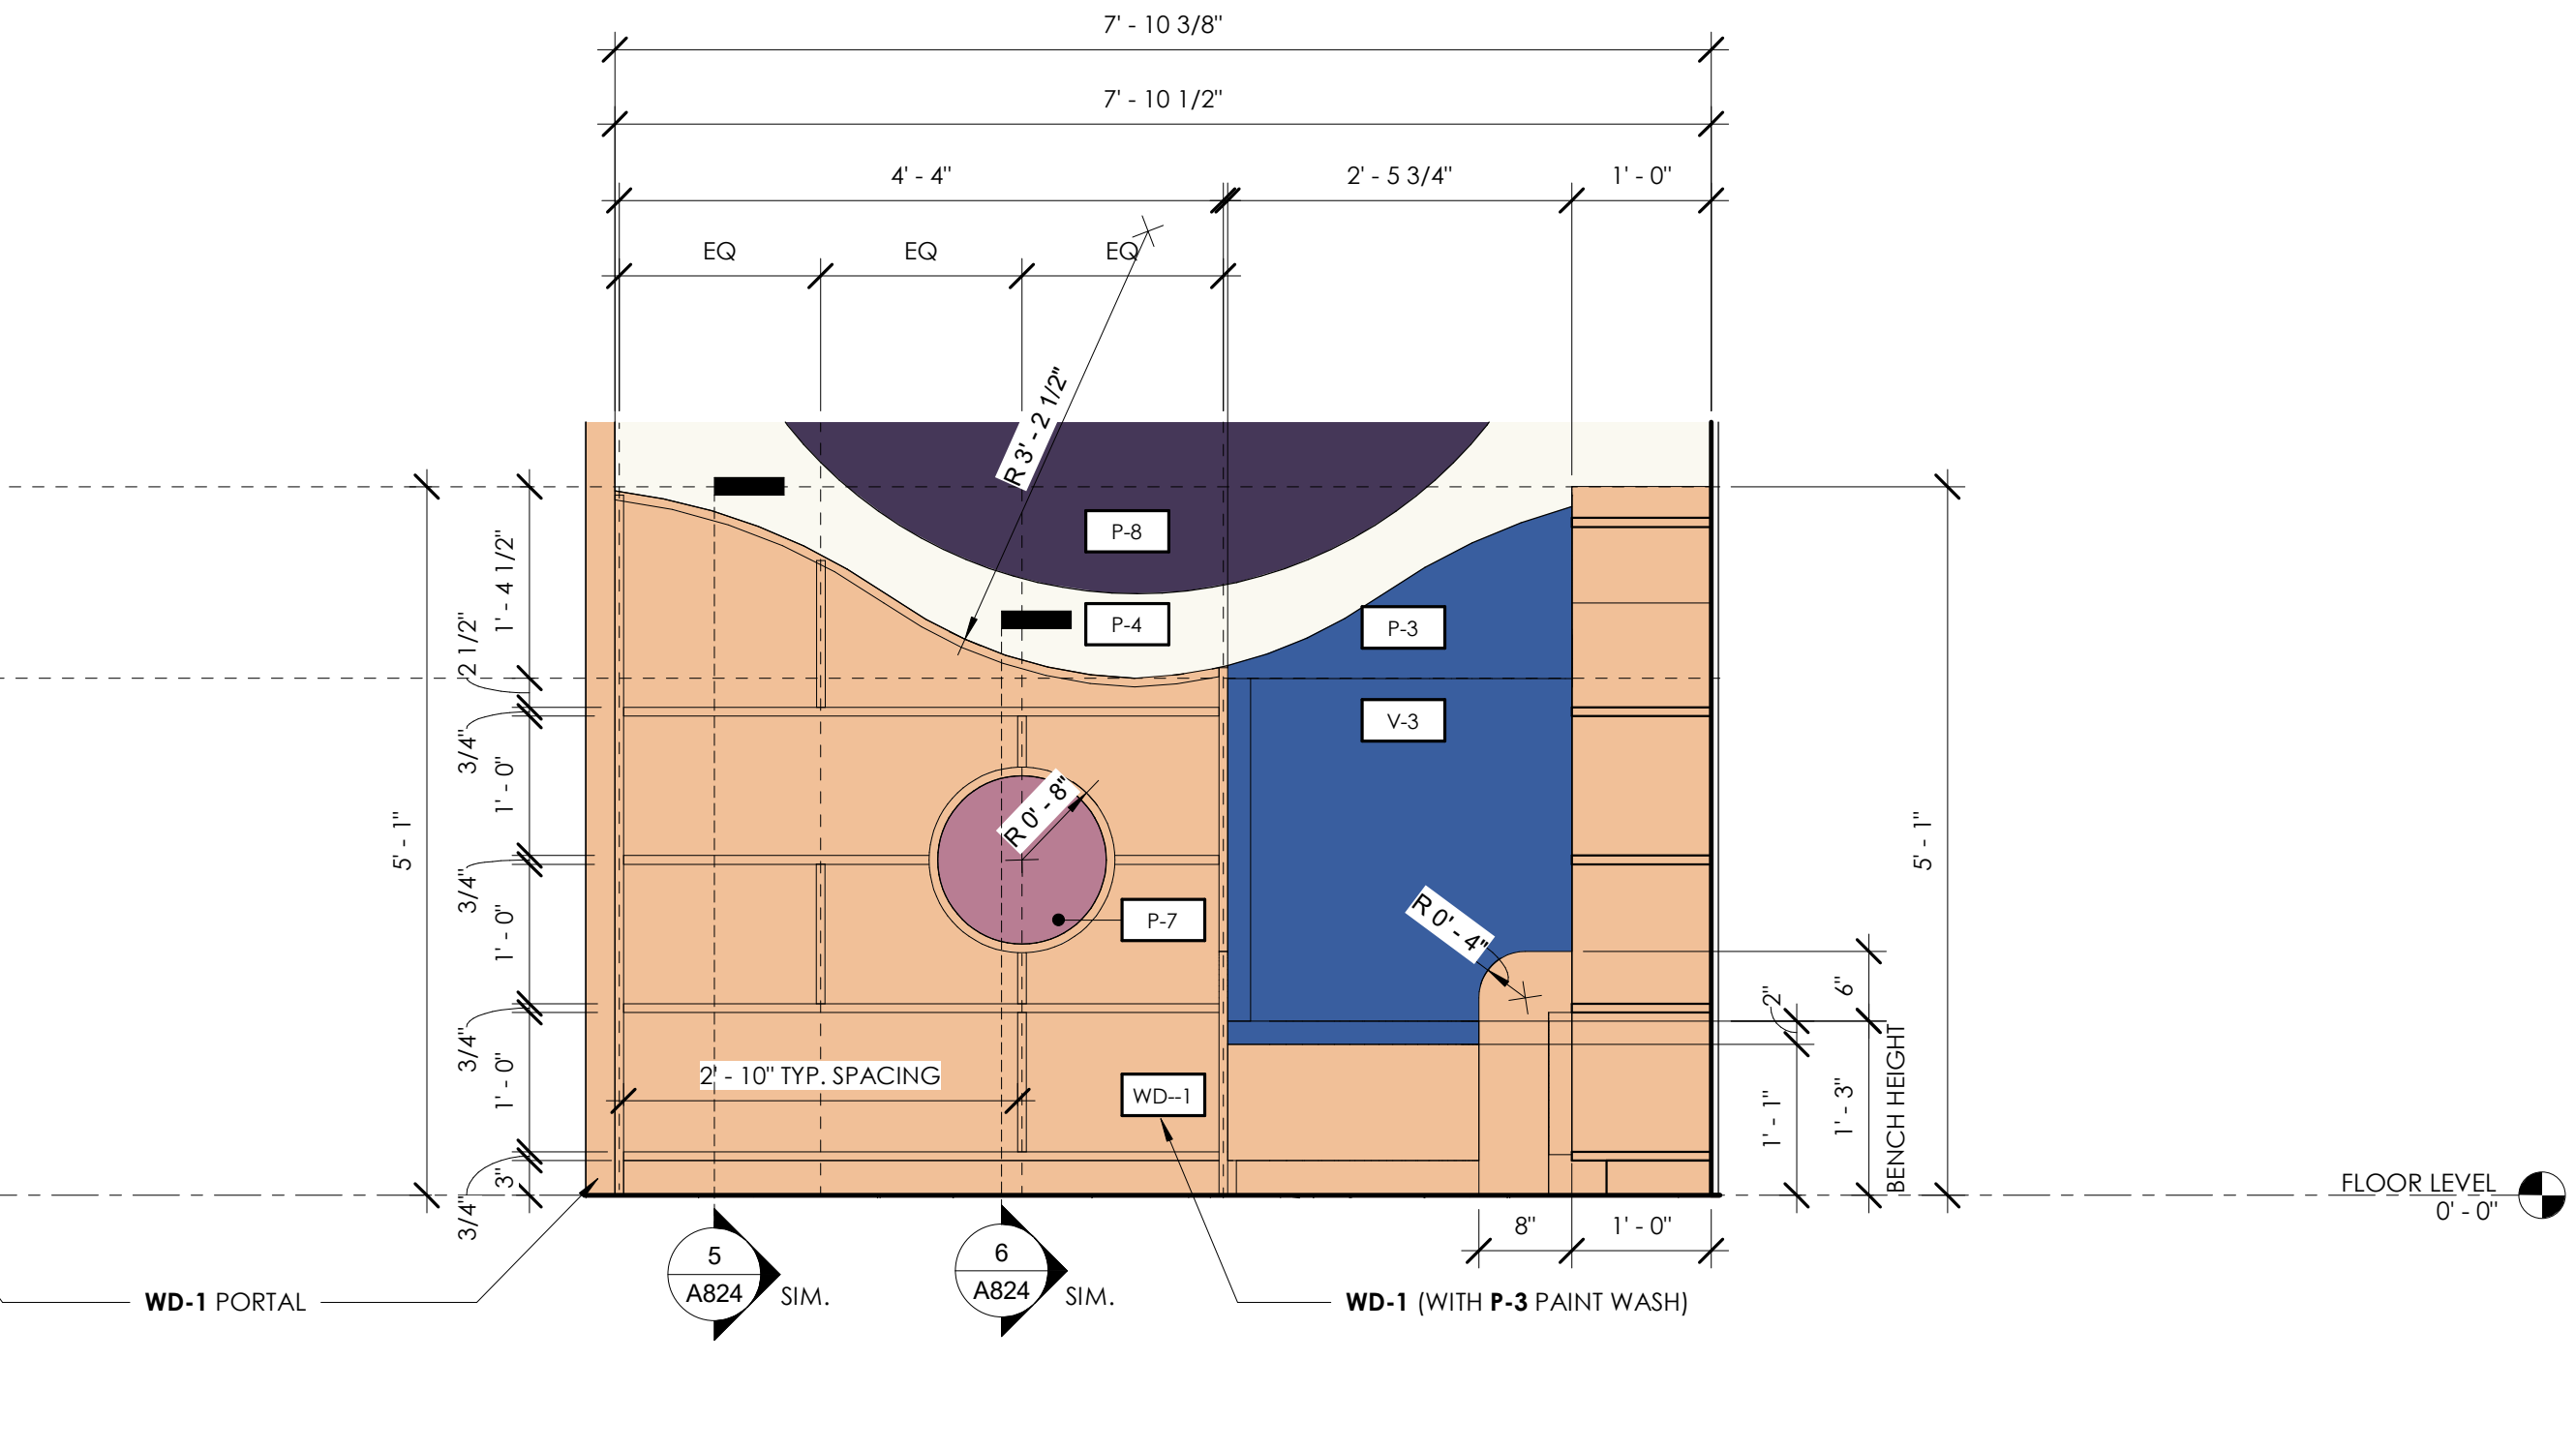 7' - 10 3/8"
7' - 10 1/2"
4' - 4"
2' - 5 3/4"
1' - 0"
EQ
EQ
EQ
R 3' - 2 1/2"
P-8
P-4
P-3
V-3
1' - 4 1/2"
2 1/2"
3/4"
1' - 0"
5' - 1"
R 0' - 8"
5' - 1"
3/4"
1' - 0"
P-7
R 0' - 4"
6"
2"
3/4"
1' - 0"
2' - 10" TYP. SPACING
WD--1
1' - 1"
1' - 3"
BENCH HEIGHT
3"
3/4"
FLOOR LEVEL
0' - 0"
8"
1' - 0"
5
A824
SIM.
6
A824
SIM.
WD-1 PORTAL
WD-1 (WITH P-3 PAINT WASH)